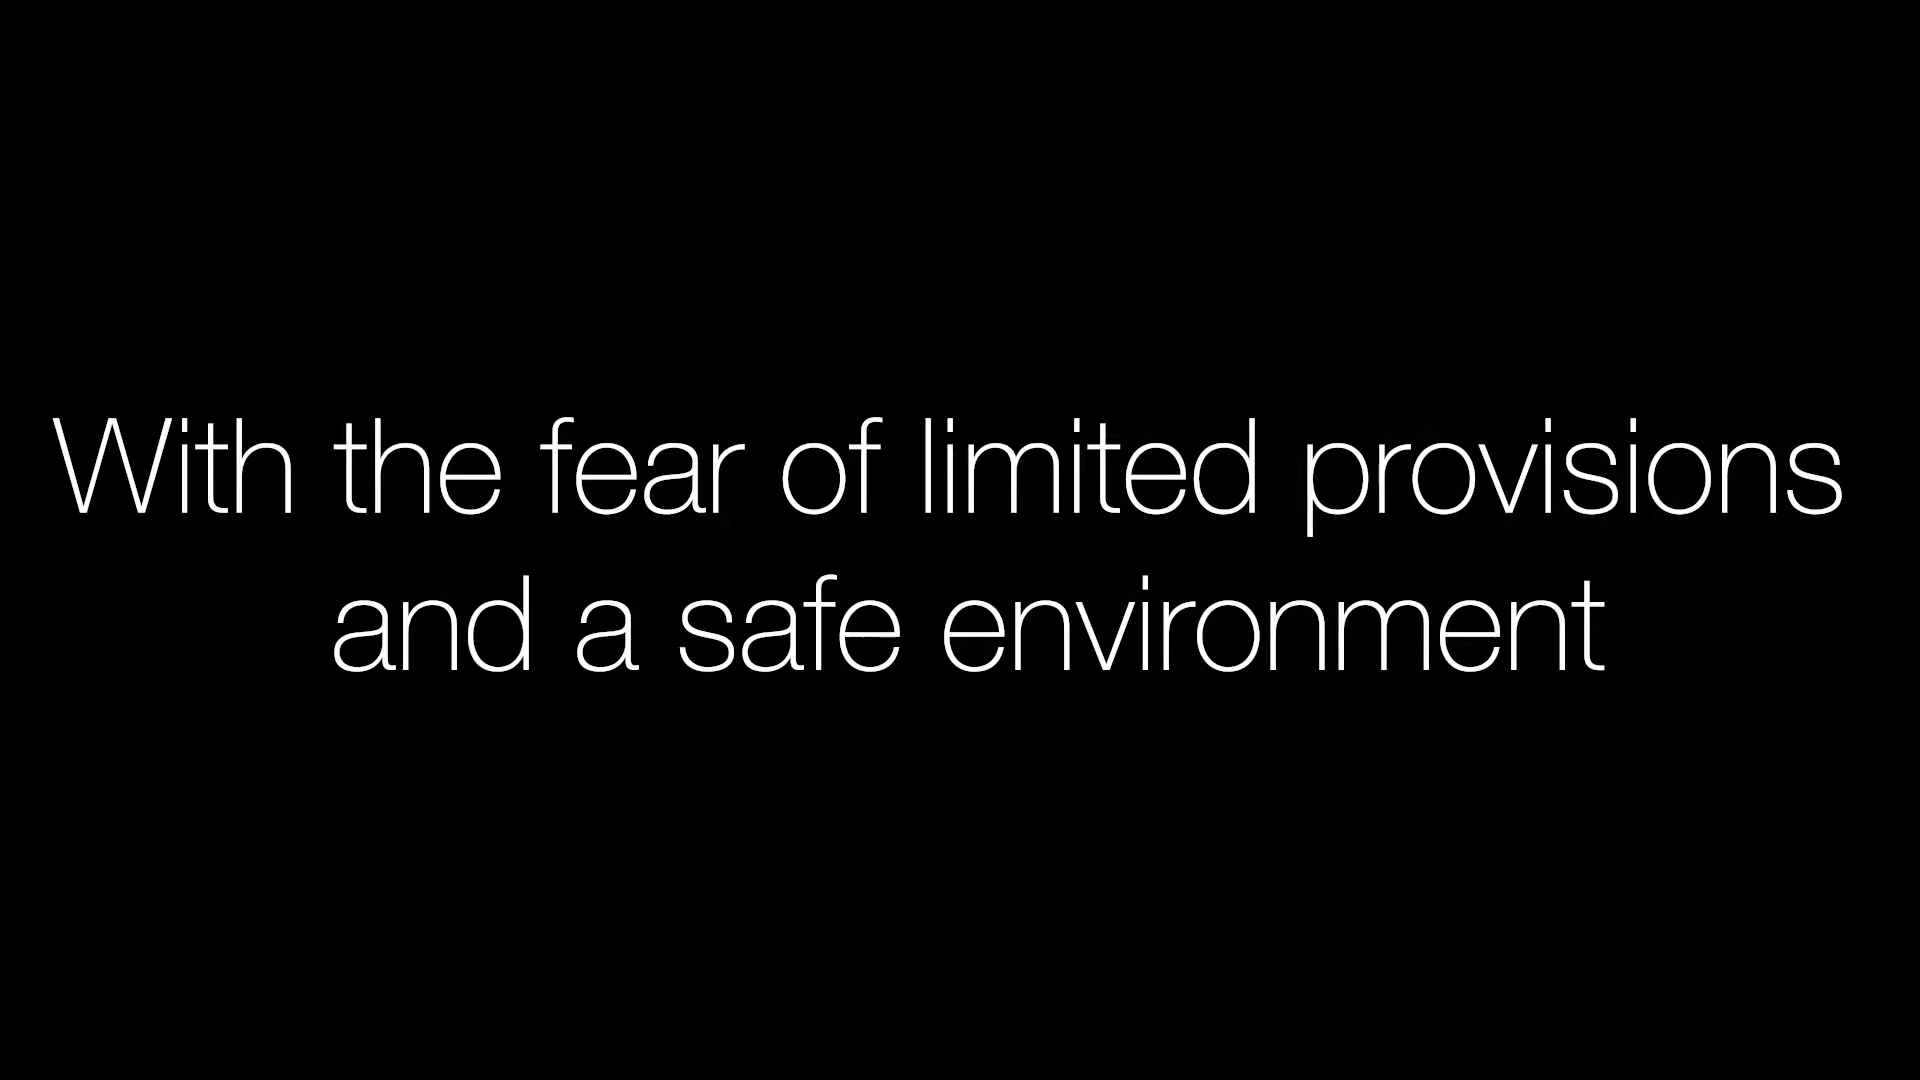 With the fear of limited provisions
and a safe environment